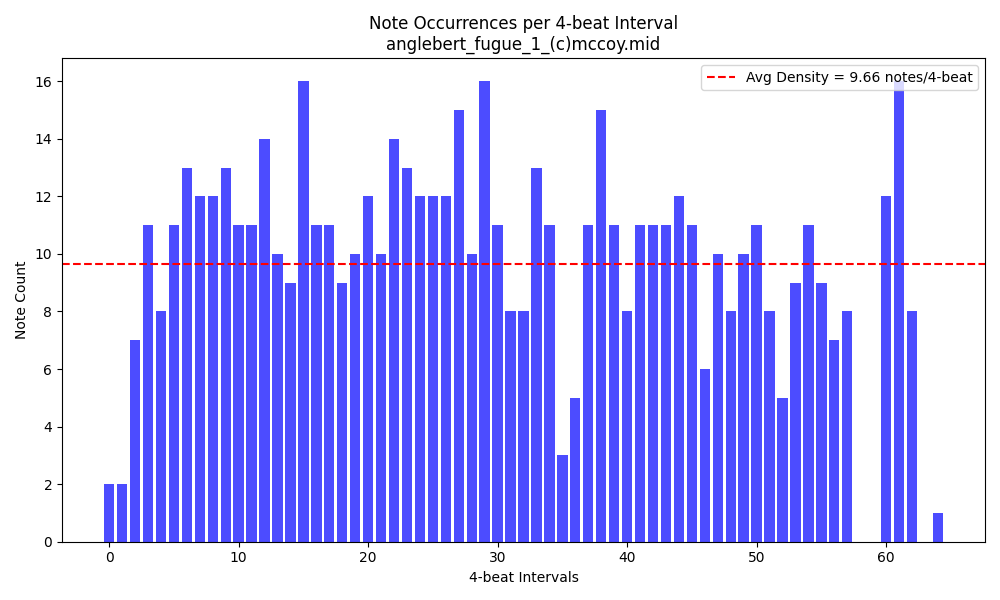 Note Occurrences per 4-beat Interval
anglebert_fugue_1_(c)mccoy.mid
Avg Density = 9.66 notes/4-beat
Note Count
16
14
12
10
8
6
4
2
0
0 10 20 30 40 50 60
4-beat Intervals